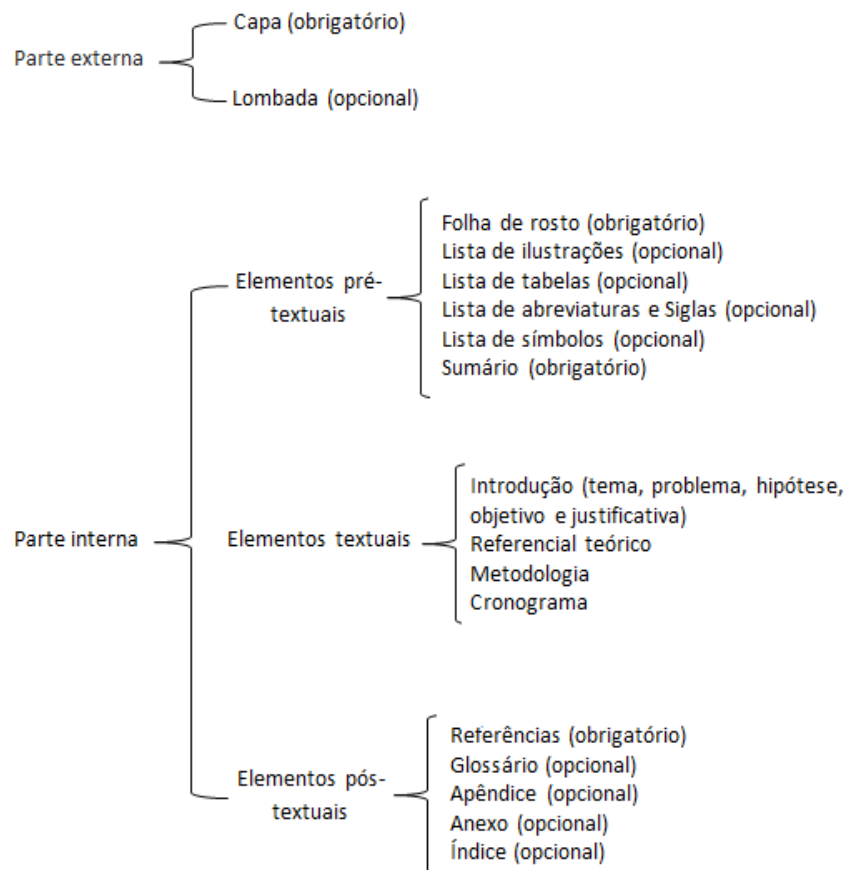 Parte externa
Capa (obrigatório)
Lombada (opcional)
Parte interna
Elementos pré-
textuais
Folha de rosto (obrigatório)
Lista de ilustrações (opcional)
Lista de tabelas (opcional)
Lista de abreviaturas e Siglas (opcional)
Lista de símbolos (opcional)
Sumário (obrigatório)
Elementos textuais
Introdução (tema, problema, hipótese,
objetivo e justificativa)
Referencial teórico
Metodologia
Cronograma
Elementos pós-
textuais
Referências (obrigatório)
Glossário (opcional)
Apêndice (opcional)
Anexo (opcional)
Índice (opcional)